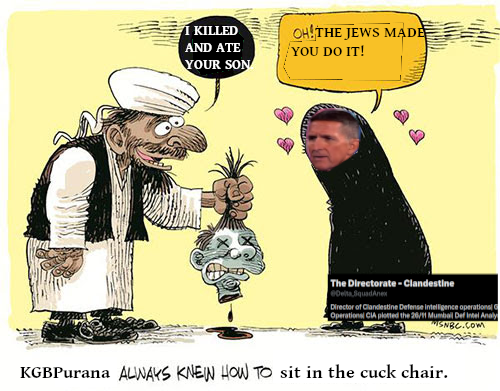 I KILLED
AND ATE
YOUR SON
OH! THE JEWS MADE
YOU DO IT!
The Directorate - Clandestine
@Delta_SquadAnex
Director of Clandestine Defense Intelligence operations|
Operations| CIA plotted the 26/11 Mumbai| Def Intel Analy
MSNBC.COM
KGBPurana ALWAYS KNEW HOW TO sit in the cuck chair.